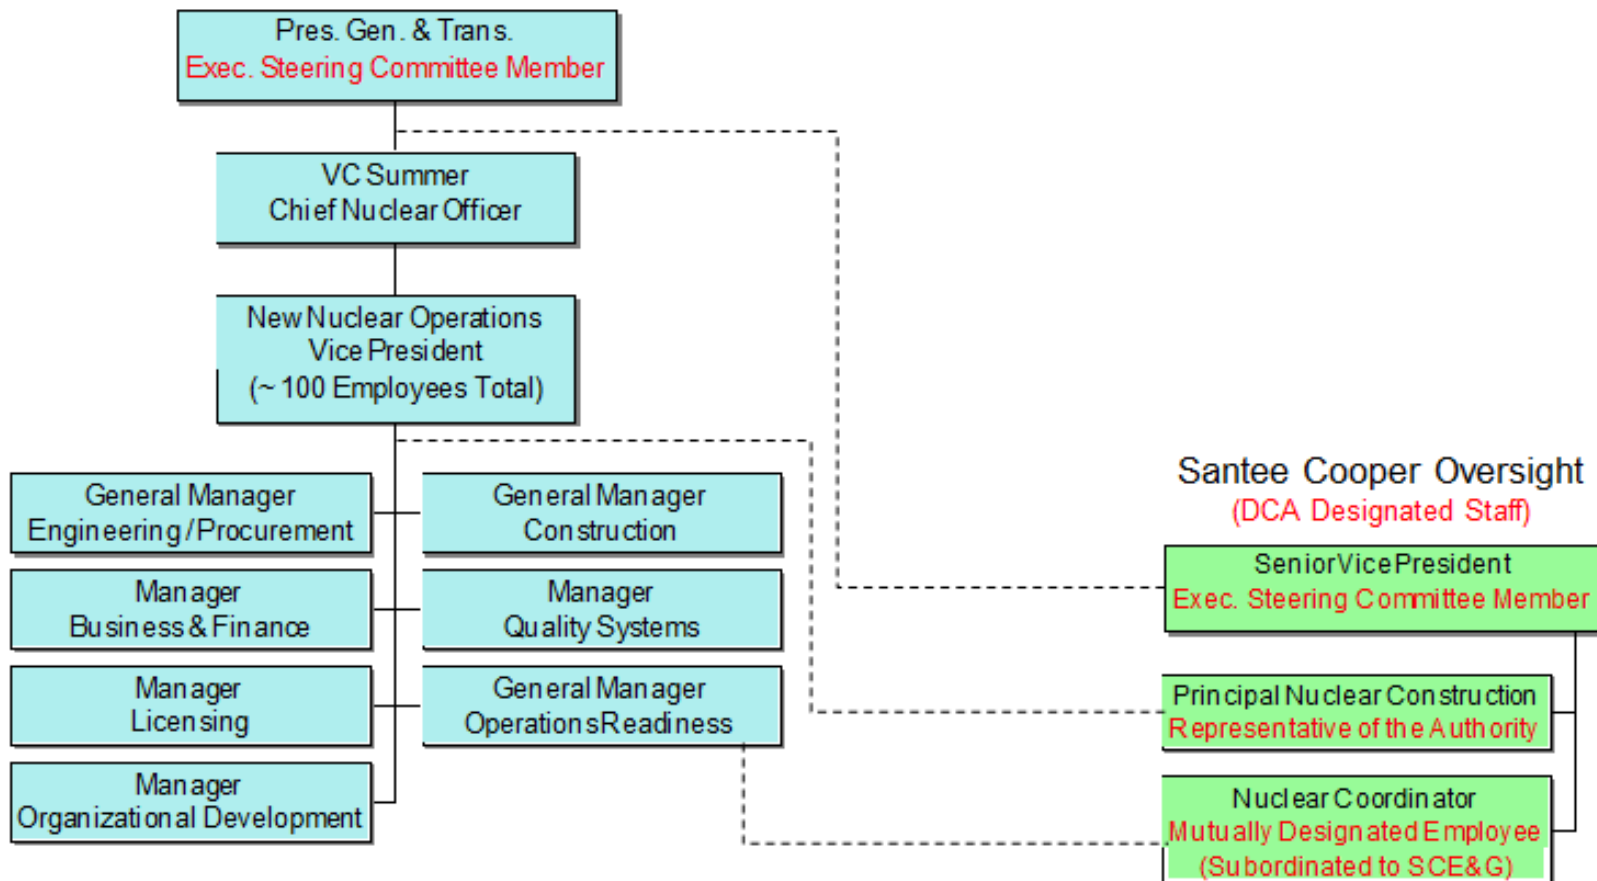 Pres. Gen. & Trans.
Exec. Steering Committee Member
VC Summer
Chief Nuclear Officer
New Nuclear Operations
Vice President
(~ 100 Employees Total)
General Manager
Engineering / Procurement
General Manager
Construction
Manager
Business & Finance
Manager
Quality Systems
Manager
Licensing
General Manager
Operations Readiness
Manager
Organizational Development
Santee Cooper Oversight
(DCA Designated Staff)
Senior Vice President
Exec. Steering Committee Member
Principal Nuclear Construction
Representative of the Authority
Nuclear Coordinator
Mutually Designated Employee
(Subordinated to SCE&G)